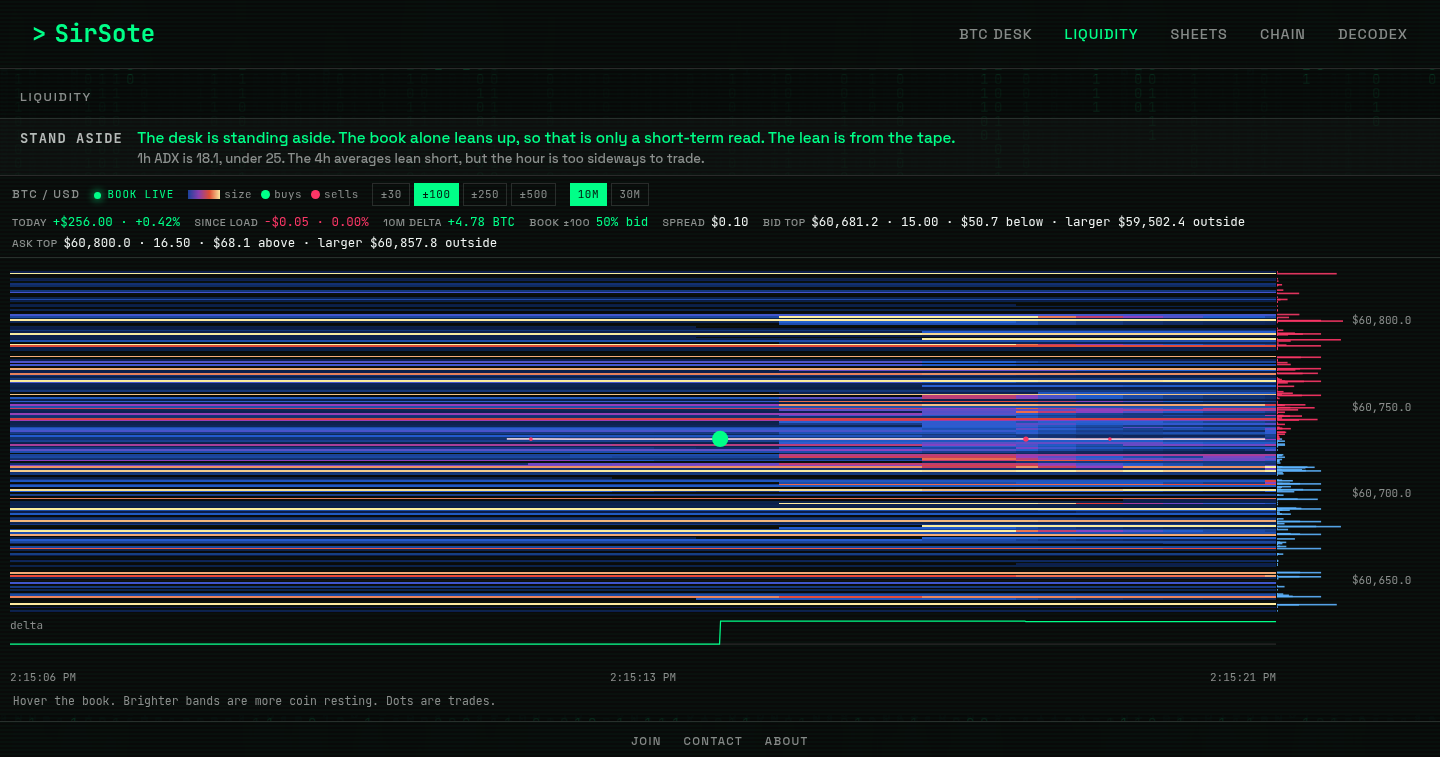 > SirSote
BTC DESK LIQUIDITY SHEETS CHAIN DECODEX
LIQUIDITY
STAND ASIDE The desk is standing aside. The book alone leans up, so that is only a short-term read. The lean is from the tape.
1h ADX is 18.1, under 25. The 4h averages lean short, but the hour is too sideways to trade.
BTC / USD BOOK LIVE size buys sells ±30 ±100 ±250 ±500 10M 30M
TODAY +$256.00 · +0.42% SINCE LOAD -$0.05 · 0.00% 10M DELTA +4.78 BTC BOOK ±100 50% bid SPREAD $0.10 BID TOP $60,681.2 · 15.00 · $50.7 below · larger $59,502.4 outside
ASK TOP $60,800.0 · 16.50 · $68.1 above · larger $60,857.8 outside
$60,800.0
$60,750.0
$60,700.0
$60,650.0
delta
2:15:06 PM 2:15:13 PM 2:15:21 PM
Hover the book. Brighter bands are more coin resting. Dots are trades.
JOIN CONTACT ABOUT